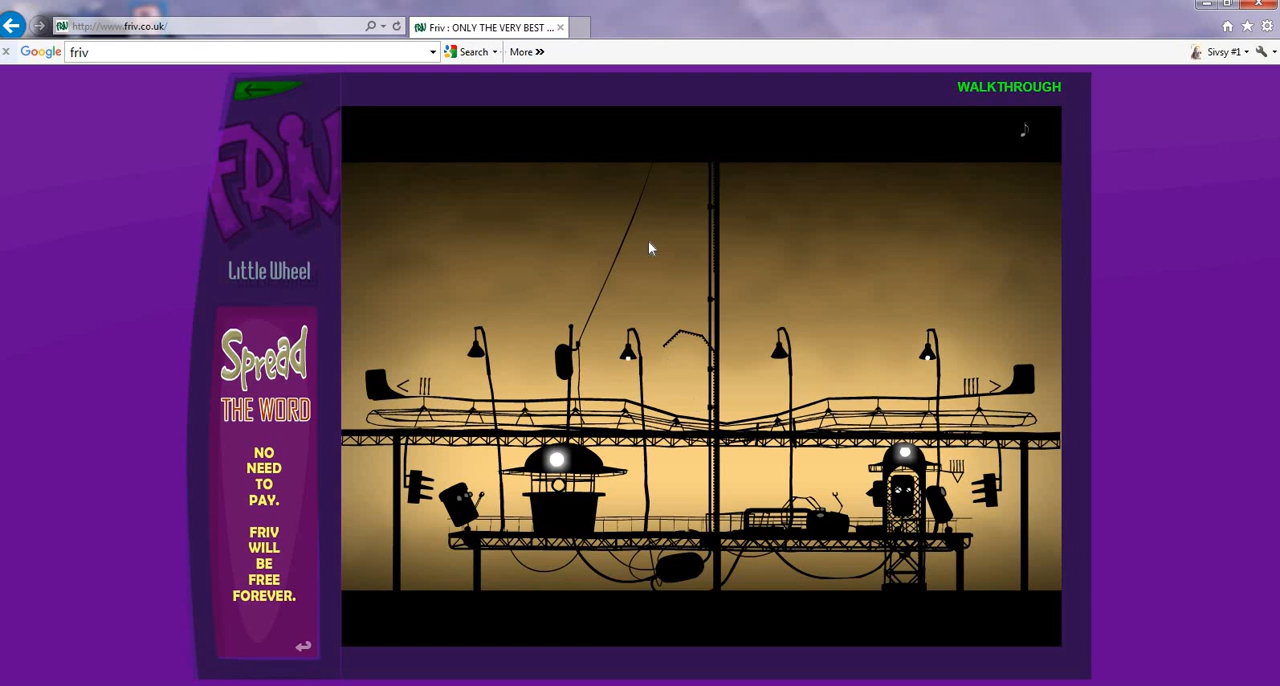 http://www.friv.co.uk/
Friv : ONLY THE VERY BEST ...
Google friv Search More »
Sivsy #1
WALKTHROUGH
FRIV
Little Wheel
Spread
THE WORD
NO
NEED
TO
PAY.
FRIV
WILL
BE
FREE
FOREVER.